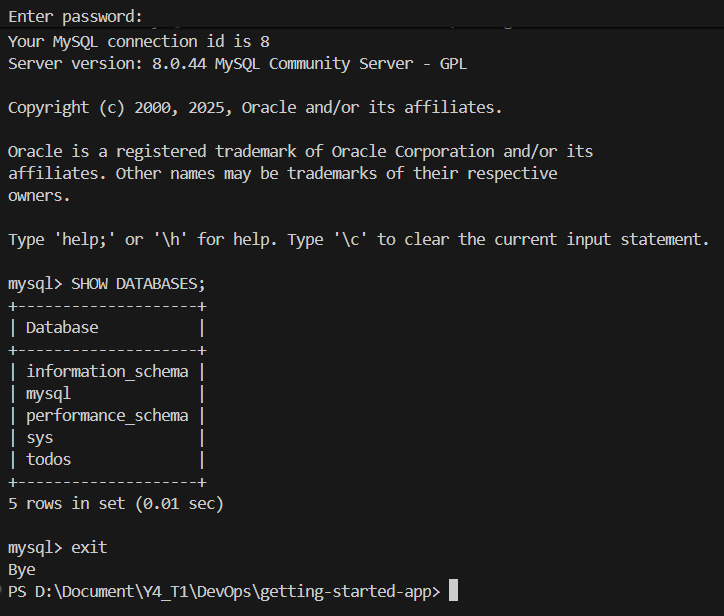 Enter password:
Your MySQL connection id is 8
Server version: 8.0.44 MySQL Community Server - GPL
Copyright (c) 2000, 2025, Oracle and/or its affiliates.
Oracle is a registered trademark of Oracle Corporation and/or its
affiliates. Other names may be trademarks of their respective
owners.
Type 'help;' or '\h' for help. Type '\c' to clear the current input statement.
mysql> SHOW DATABASES;
+--------------------+
| Database           |
+--------------------+
| information_schema |
| mysql              |
| performance_schema |
| sys                |
| todos              |
+--------------------+
5 rows in set (0.01 sec)
mysql> exit
Bye
PS D:\Document\Y4_T1\DevOps\getting-started-app>